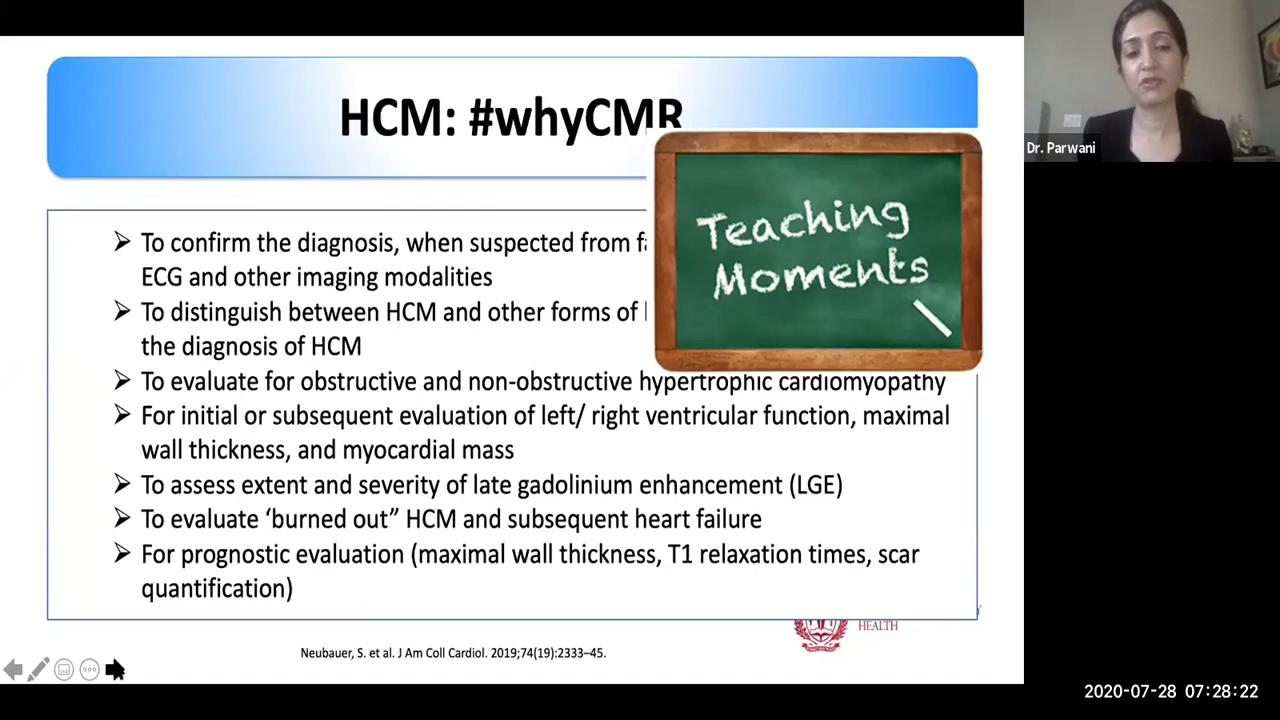 HCM: #whyCMR
Teaching
Moments
Dr. Parwani
➢ To confirm the diagnosis, when suspected from
ECG and other imaging modalities
➢ To distinguish between HCM and other forms of
the diagnosis of HCM
➢ To evaluate for obstructive and non-obstructive hypertrophic cardiomyopathy
➢ For initial or subsequent evaluation of left/ right ventricular function, maximal
wall thickness, and myocardial mass
➢ To assess extent and severity of late gadolinium enhancement (LGE)
➢ To evaluate ‘burned out” HCM and subsequent heart failure
➢ For prognostic evaluation (maximal wall thickness, T1 relaxation times, scar
quantification)
HEALTH
Neubauer, S. et al. J Am Coll Cardiol. 2019;74(19):2333–45.
2020-07-28 07:28:22